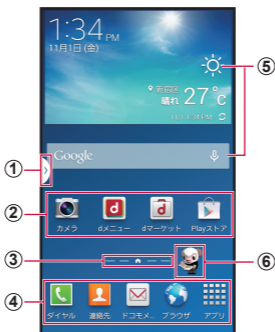 1:34 PM
11月1日 (金)
⑤
新宿区
晴れ 27°c
①
Google
②
カメラ
dメニュー
dマーケット
Playストア
③
⑥
④
ダイヤル
連絡先
ドコモメ...
ブラウザ
アプリ